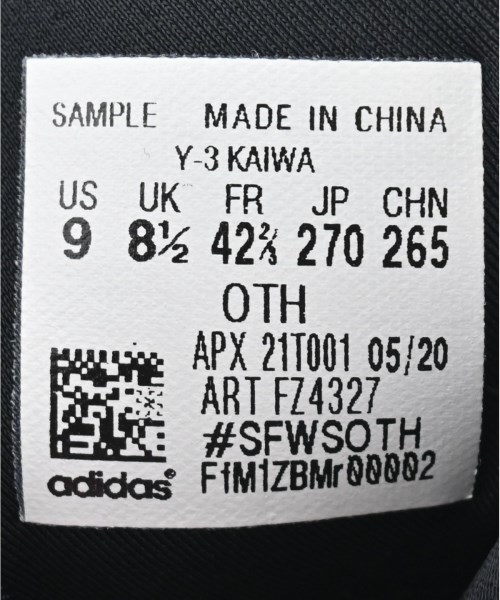 SAMPLE MADE IN CHINA
Y-3 KAIWA
US UK FR JP CHN
9 8½ 42⅔ 270 265
OTH
APX 21T001 05/20
ART FZ4327
#SFWSOTH
FfM1ZBMr00002
adidas®